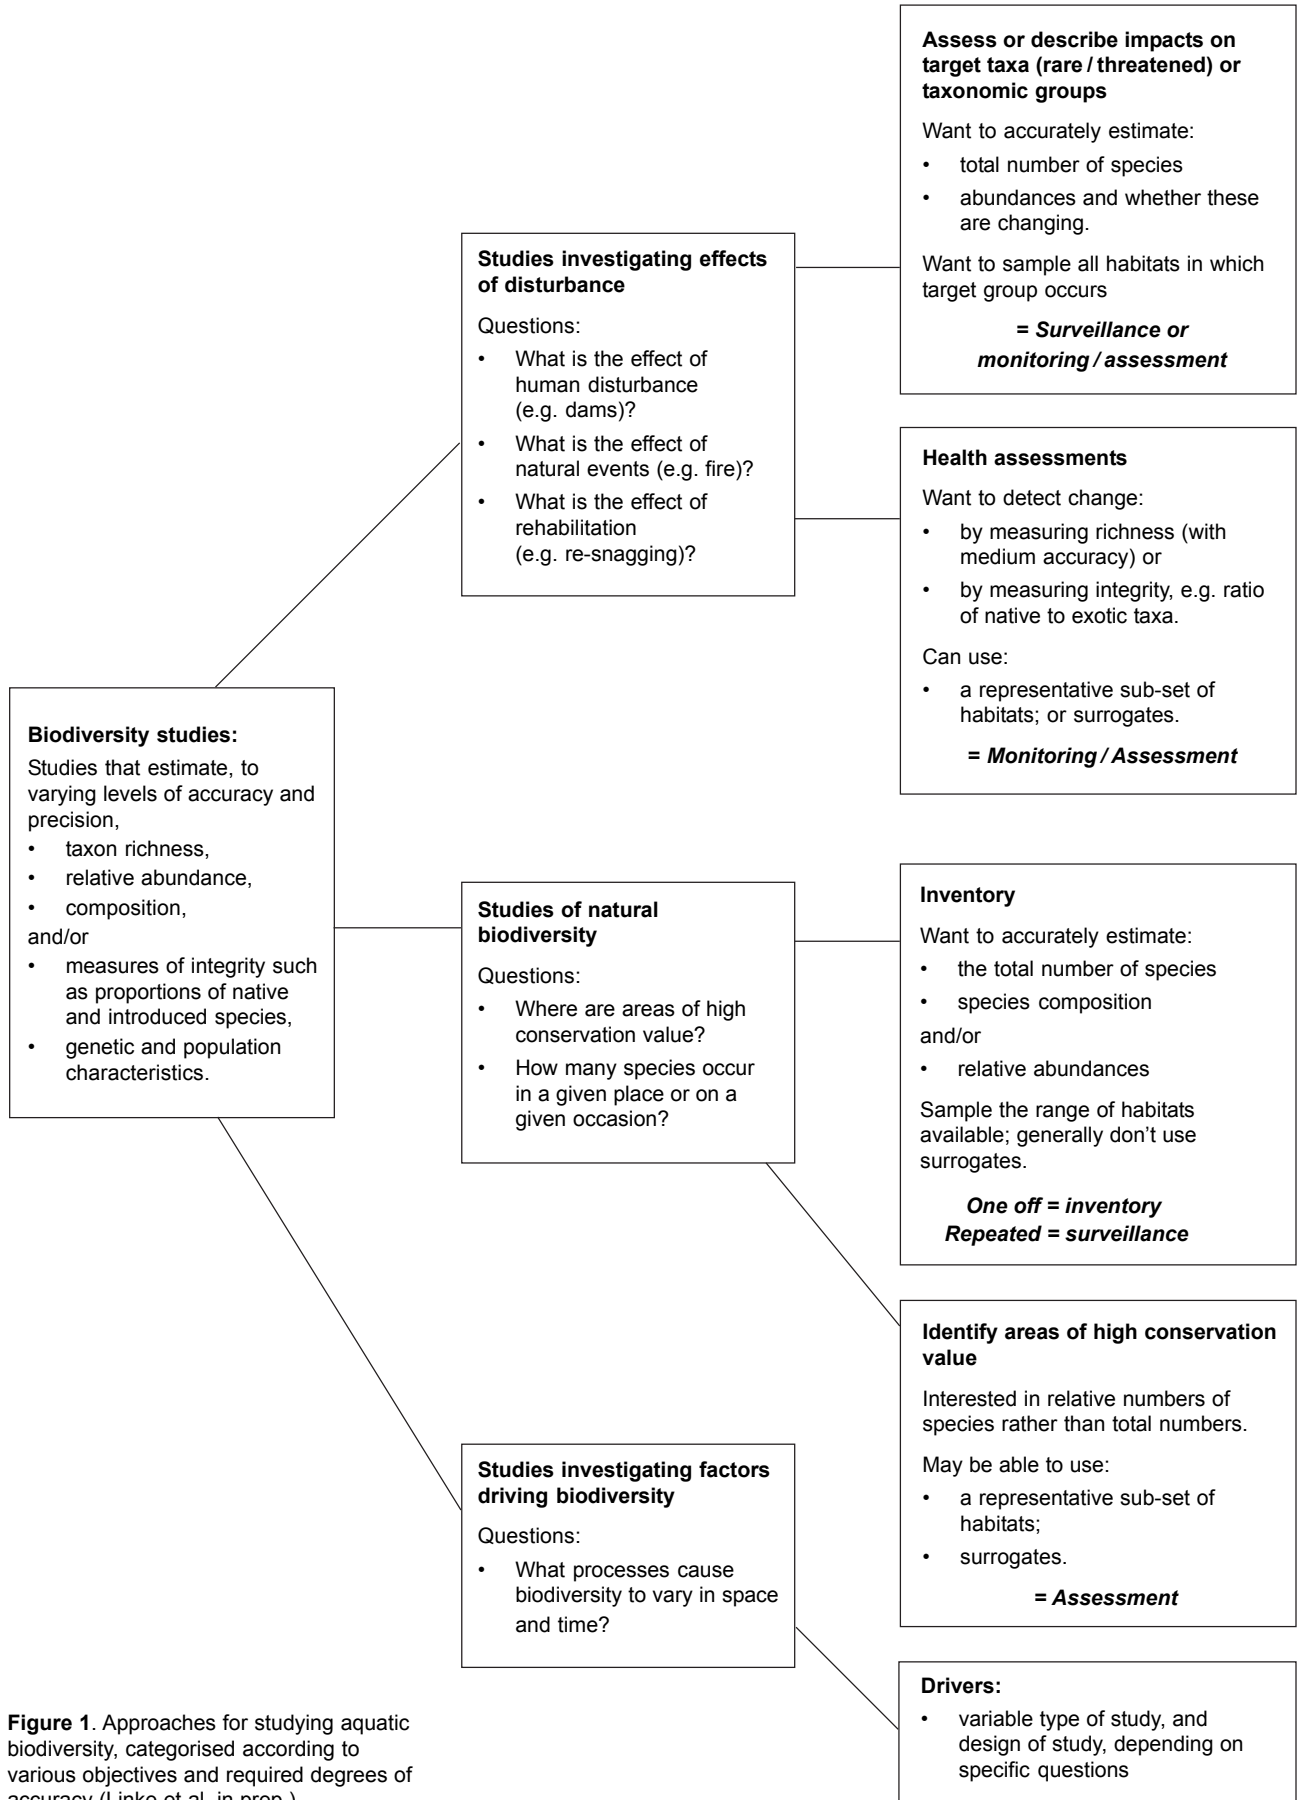 Biodiversity studies:
Studies that estimate, to
varying levels of accuracy and
precision,
• taxon richness,
• relative abundance,
• composition,
and/or
• measures of integrity such
as proportions of native
and introduced species,
• genetic and population
characteristics.
Studies investigating effects
of disturbance
Questions:
• What is the effect of
human disturbance
(e.g. dams)?
• What is the effect of
natural events (e.g. fire)?
• What is the effect of
rehabilitation
(e.g. re-snagging)?
Studies of natural
biodiversity
Questions:
• Where are areas of high
conservation value?
• How many species occur
in a given place or on a
given occasion?
Studies investigating factors
driving biodiversity
Questions:
• What processes cause
biodiversity to vary in space
and time?
Assess or describe impacts on
target taxa (rare / threatened) or
taxonomic groups
Want to accurately estimate:
• total number of species
• abundances and whether these
are changing.
Want to sample all habitats in which
target group occurs
= Surveillance or
monitoring / assessment
Health assessments
Want to detect change:
• by measuring richness (with
medium accuracy) or
• by measuring integrity, e.g. ratio
of native to exotic taxa.
Can use:
• a representative sub-set of
habitats; or surrogates.
= Monitoring / Assessment
Inventory
Want to accurately estimate:
• the total number of species
• species composition
and/or
• relative abundances
Sample the range of habitats
available; generally don't use
surrogates.
One off = inventory
Repeated = surveillance
Identify areas of high conservation
value
Interested in relative numbers of
species rather than total numbers.
May be able to use:
• a representative sub-set of
habitats;
• surrogates.
= Assessment
Drivers:
• variable type of study, and
design of study, depending on
specific questions
Figure 1. Approaches for studying aquatic
biodiversity, categorised according to
various objectives and required degrees of
accuracy (Linke et al. in prep.)